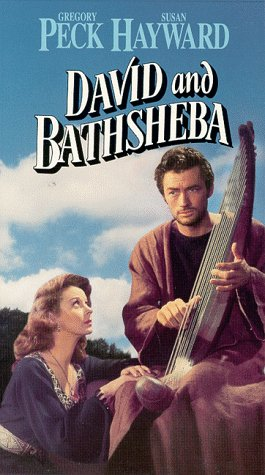 GREGORY SUSAN
PECK HAYWARD
DAVID and
BATHSHEBA